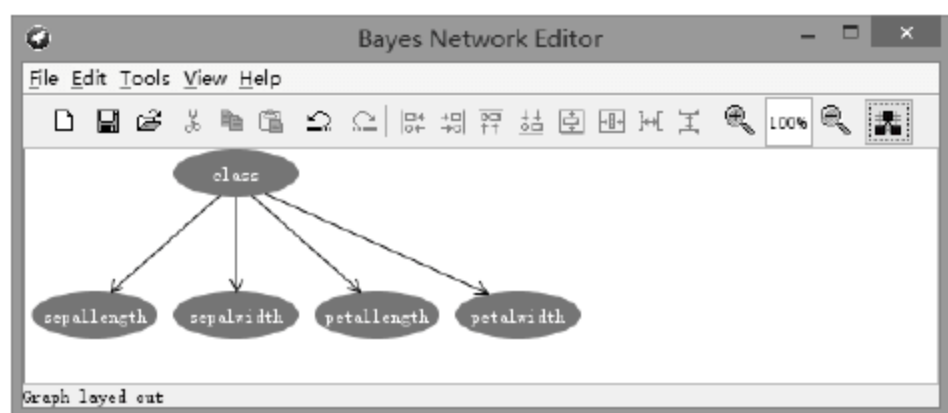 Bayes Network Editor
File Edit Tools View Help
100%
class
sepallength sepalwidth petallength petalwidth
Graph layed out